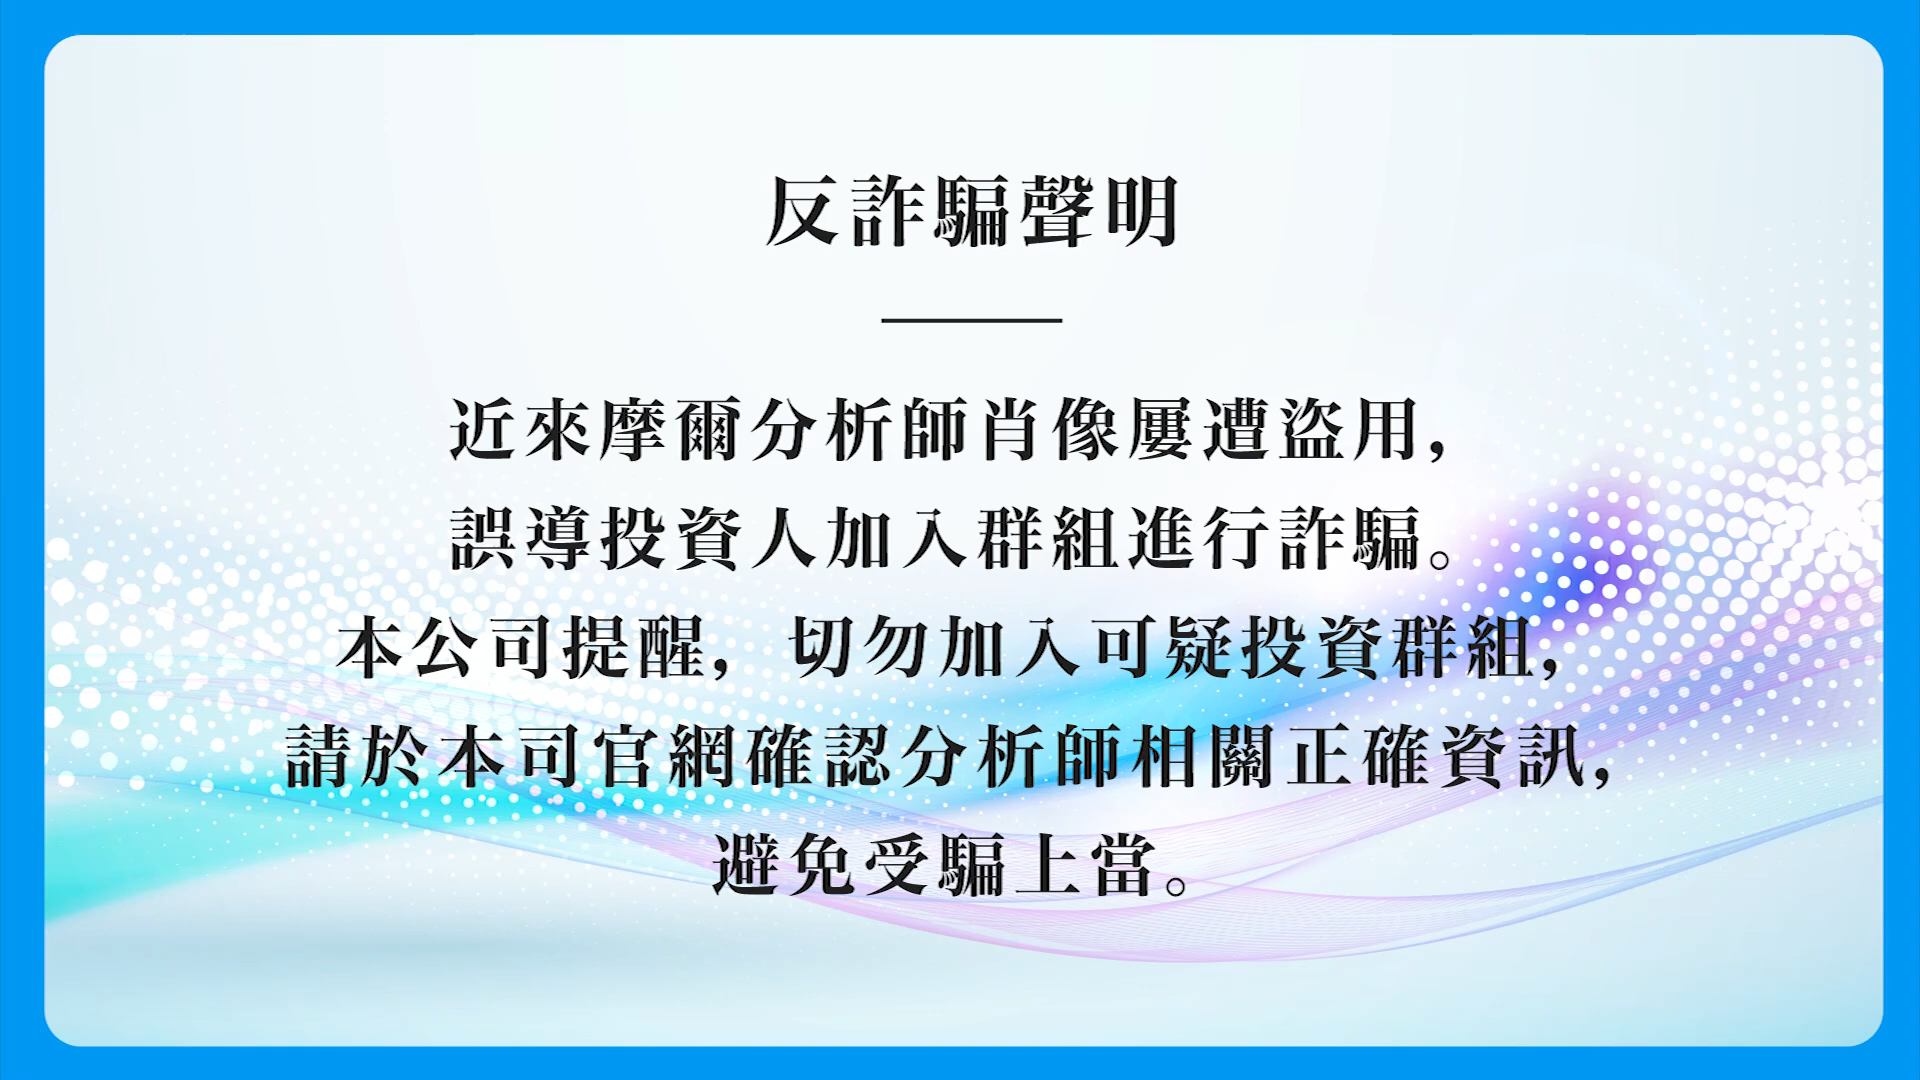 反詐騙聲明
近來摩爾分析師肖像屢遭盜用,
誤導投資人加入群組進行詐騙。
本公司提醒, 切勿加入可疑投資群組,
請於本司官網確認分析師相關正確資訊,
避免受騙上當。